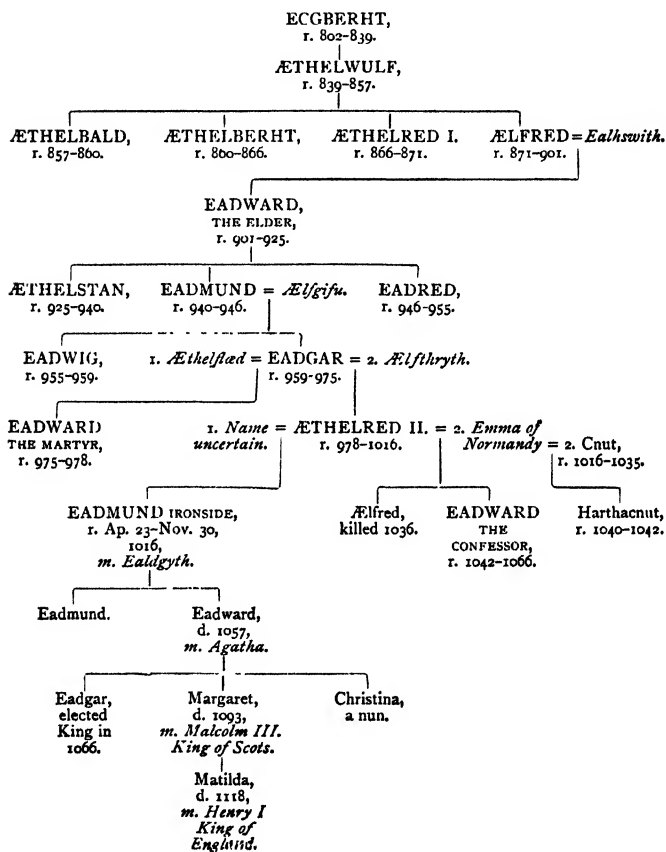 ECGBERHT,
r. 802-839.
ÆTHELWULF,
r. 839-857.
ÆTHELBALD, ÆTHELBERHT, ÆTHELRED I. ÆLFRED = Ealhswith.
r. 857-860. r. 860-866. r. 866-871. r. 871-901.
EADWARD,
THE ELDER,
r. 901-925.
ÆTHELSTAN, EADMUND = Ælfgifu. EADRED,
r. 925-940. r. 940-946. r. 946-955.
EADWIG, 1. Æthelflæd = EADGAR = 2. Ælfthryth.
r. 955-959. r. 959-975.
EADWARD 1. Name = ÆTHELRED II. = 2. Emma of
THE MARTYR, uncertain. r. 978-1016. Normandy = 2. Cnut,
r. 975-978. r. 1016-1035.
EADMUND IRONSIDE, Ælfred, EADWARD Harthacnut,
r. Ap. 23-Nov. 30, killed 1036. THE r. 1040-1042.
1016, CONFESSOR,
m. Ealdgyth. r. 1042-1066.
Eadmund. Eadward,
d. 1057,
m. Agatha.
Eadgar, Margaret, Christina,
elected d. 1093, a nun.
King in m. Malcolm III.
1066. King of Scots.
Matilda,
d. 1118,
m. Henry I
King of
England.